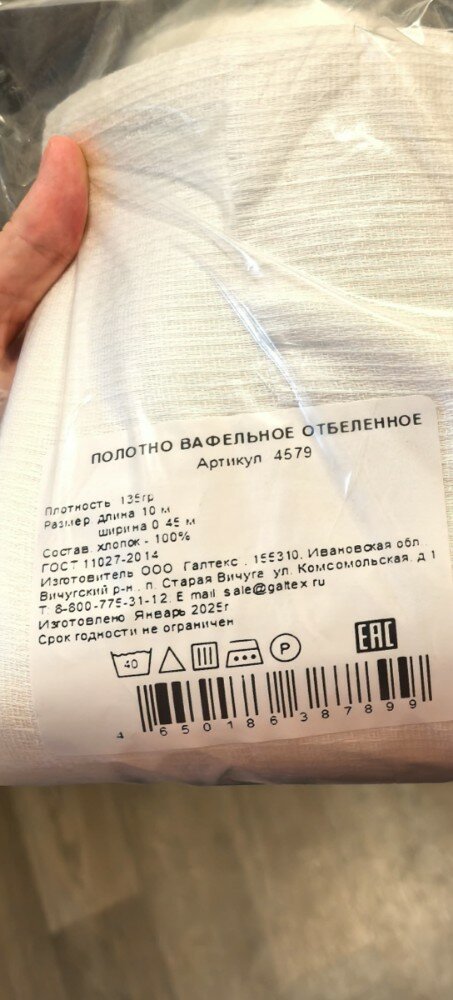 ПОЛОТНО ВАФЕЛЬНОЕ ОТБЕЛЕННОЕ
Артикул 4579
Плотность 135гр
Размер длина 10 м
ширина 0.45 м
Состав. хлопок - 100%
ГОСТ 11027-2014
Изготовитель ООО Галтекс . 155310. Ивановская обл.
Вичугский р-н . п. Старая Вичуга ул. Комсомольская. д 1
Т. 8-800-775-31-12. E mail sale@galtex.ru
Изготовлено Январь 2025г
Срок годности не ограничен
40 P EAC
4 650186 387899